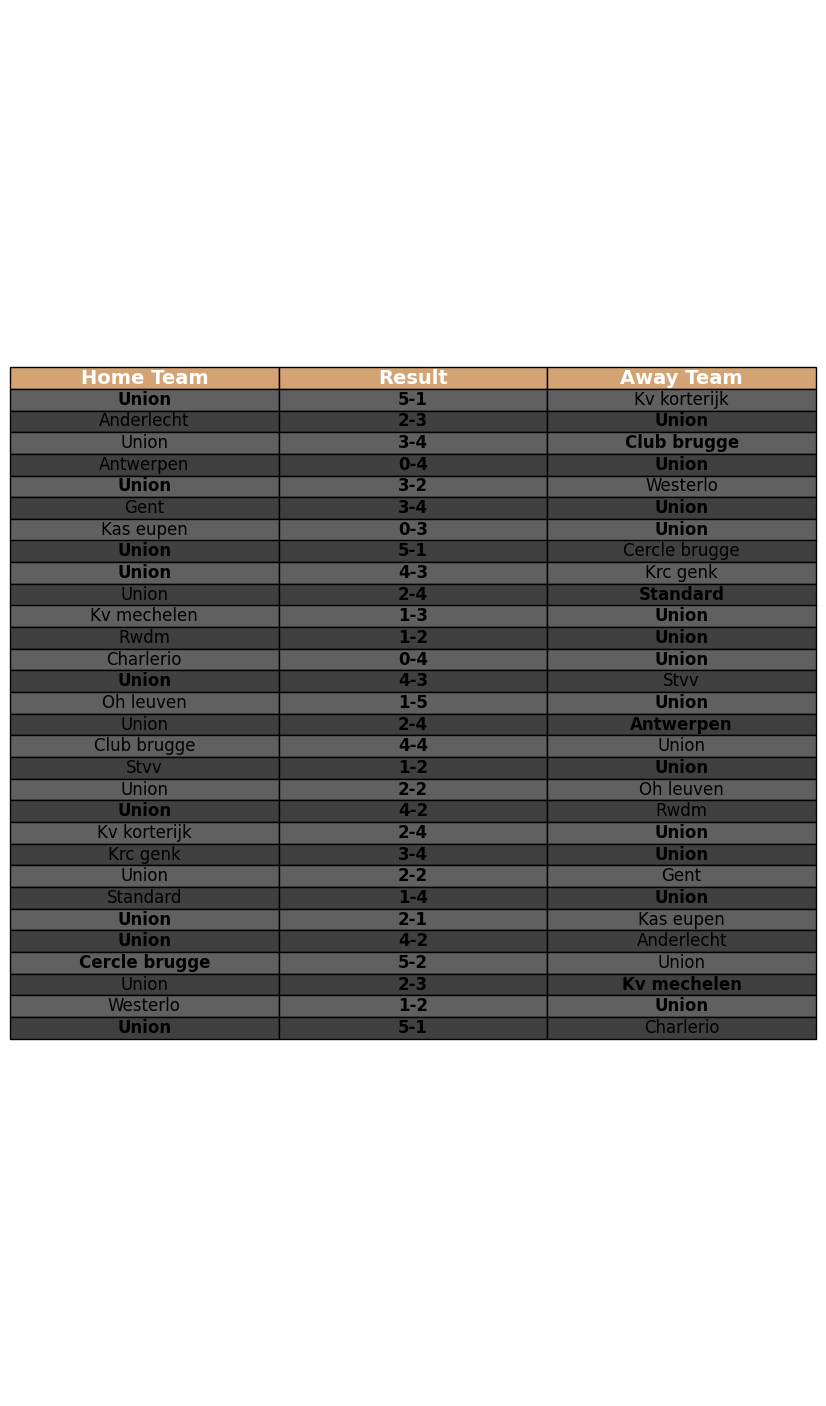 Home Team Result Away Team
Union 5-1 Kv korterijk
Anderlecht 2-3 Union
Union 3-4 Club brugge
Antwerpen 0-4 Union
Union 3-2 Westerlo
Gent 3-4 Union
Kas eupen 0-3 Union
Union 5-1 Cercle brugge
Union 4-3 Krc genk
Union 2-4 Standard
Kv mechelen 1-3 Union
Rwdm 1-2 Union
Charlerio 0-4 Union
Union 4-3 Stvv
Oh leuven 1-5 Union
Union 2-4 Antwerpen
Club brugge 4-4 Union
Stvv 1-2 Union
Union 2-2 Oh leuven
Union 4-2 Rwdm
Kv korterijk 2-4 Union
Krc genk 3-4 Union
Union 2-2 Gent
Standard 1-4 Union
Union 2-1 Kas eupen
Union 4-2 Anderlecht
Cercle brugge 5-2 Union
Union 2-3 Kv mechelen
Westerlo 1-2 Union
Union 5-1 Charlerio